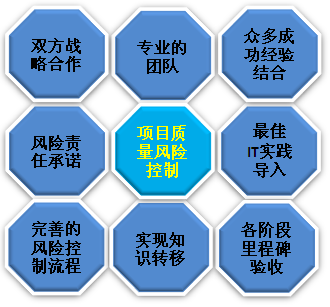 双方战
略合作
专业的
团队
众多成
功经验
结合
风险责
任承诺
项目质
量风险
控制
最佳
IT实践
导入
完善的
风险控
制流程
实现知
识转移
各阶段
里程碑
验收